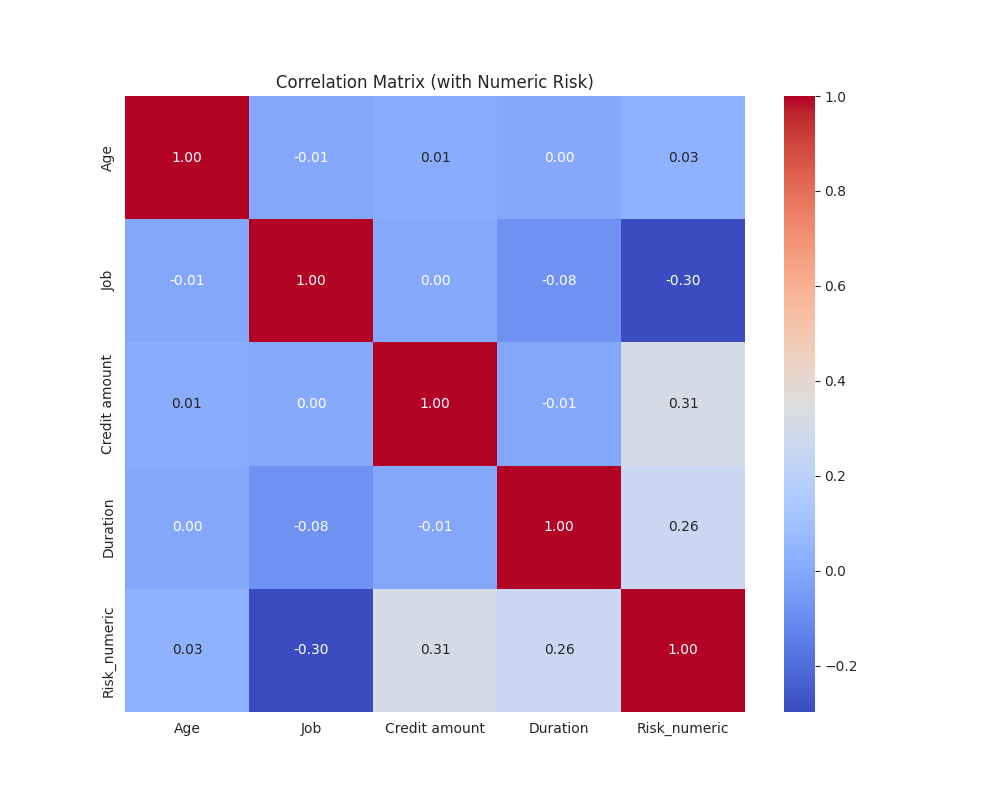 Correlation Matrix (with Numeric Risk)
Age 1.00 -0.01 0.01 0.00 0.03
Job -0.01 1.00 0.00 -0.08 -0.30
Credit amount 0.01 0.00 1.00 -0.01 0.31
Duration 0.00 -0.08 -0.01 1.00 0.26
Risk_numeric 0.03 -0.30 0.31 0.26 1.00
Age Job Credit amount Duration Risk_numeric
1.0
0.8
0.6
0.4
0.2
0.0
−0.2